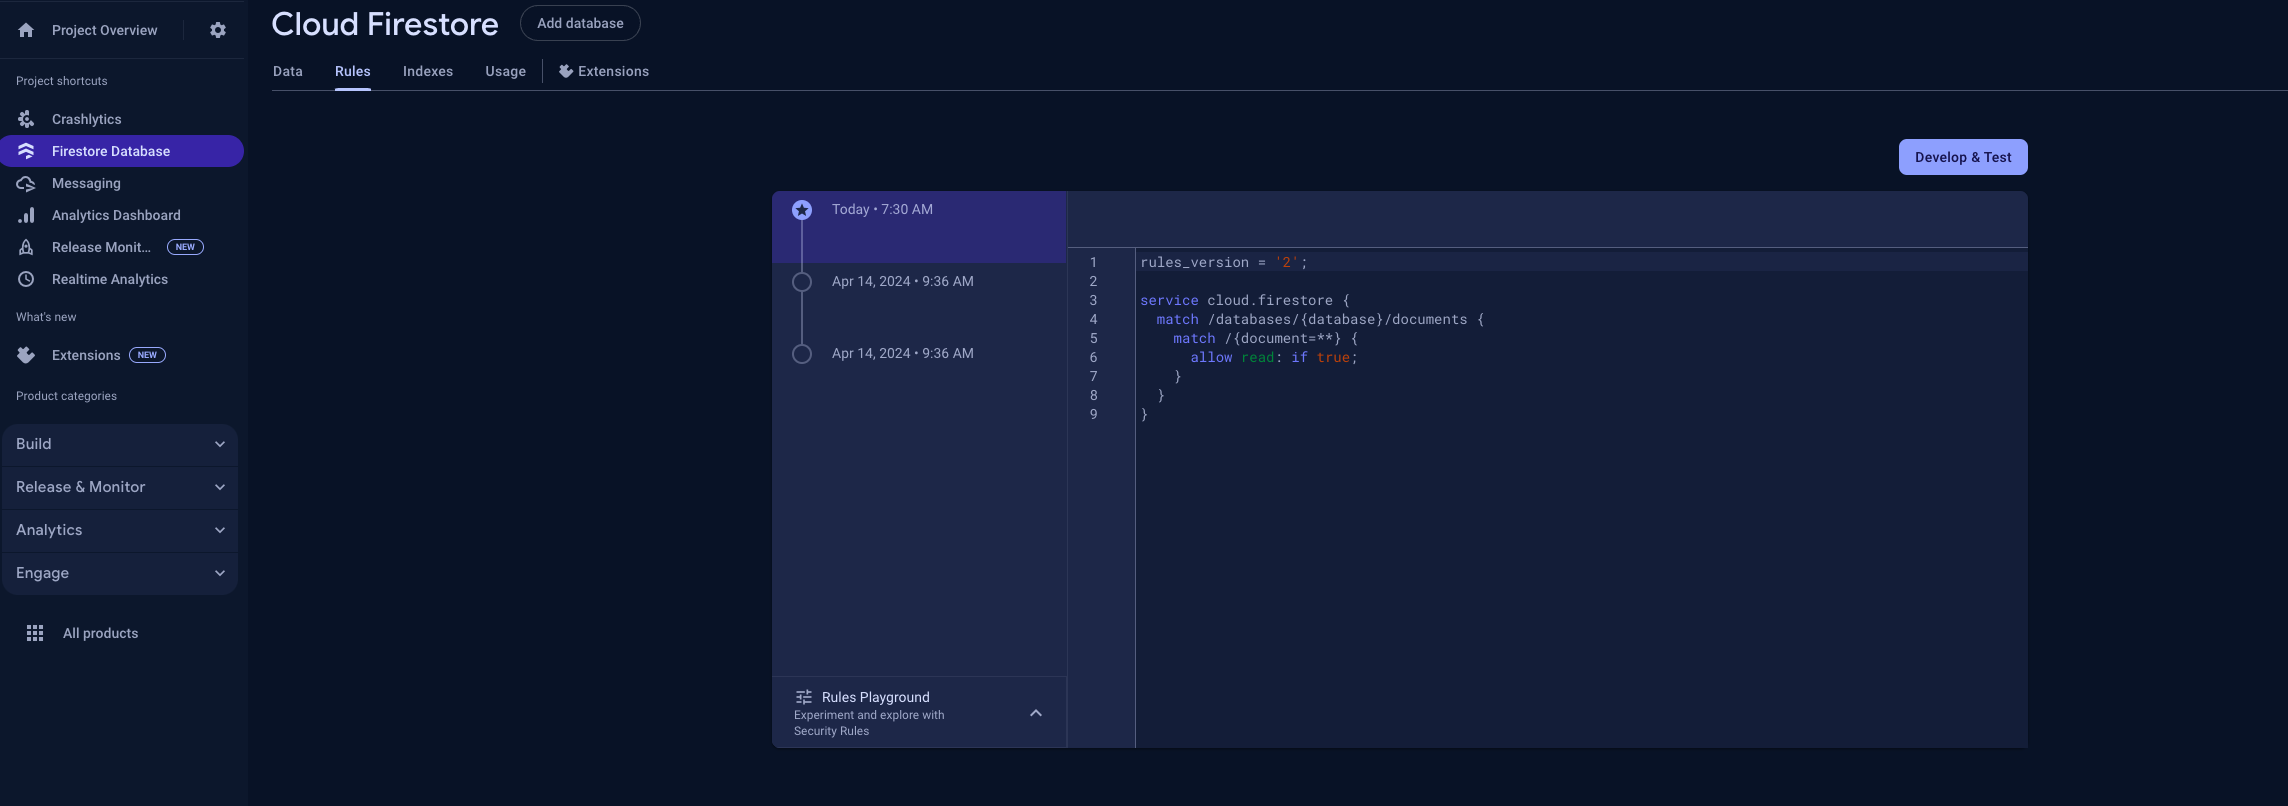 Project Overview
Project shortcuts
Crashlytics
Firestore Database
Messaging
Analytics Dashboard
Release Monit... NEW
Realtime Analytics
What's new
Extensions NEW
Product categories
Build
Release & Monitor
Analytics
Engage
All products
Cloud Firestore
Add database
Data Rules Indexes Usage Extensions
Develop & Test
Today • 7:30 AM
Apr 14, 2024 • 9:36 AM
Apr 14, 2024 • 9:36 AM
Rules Playground
Experiment and explore with
Security Rules
1 rules_version = '2';
2
3 service cloud.firestore {
4   match /databases/{database}/documents {
5     match /{document=**} {
6       allow read: if true;
7     }
8   }
9 }